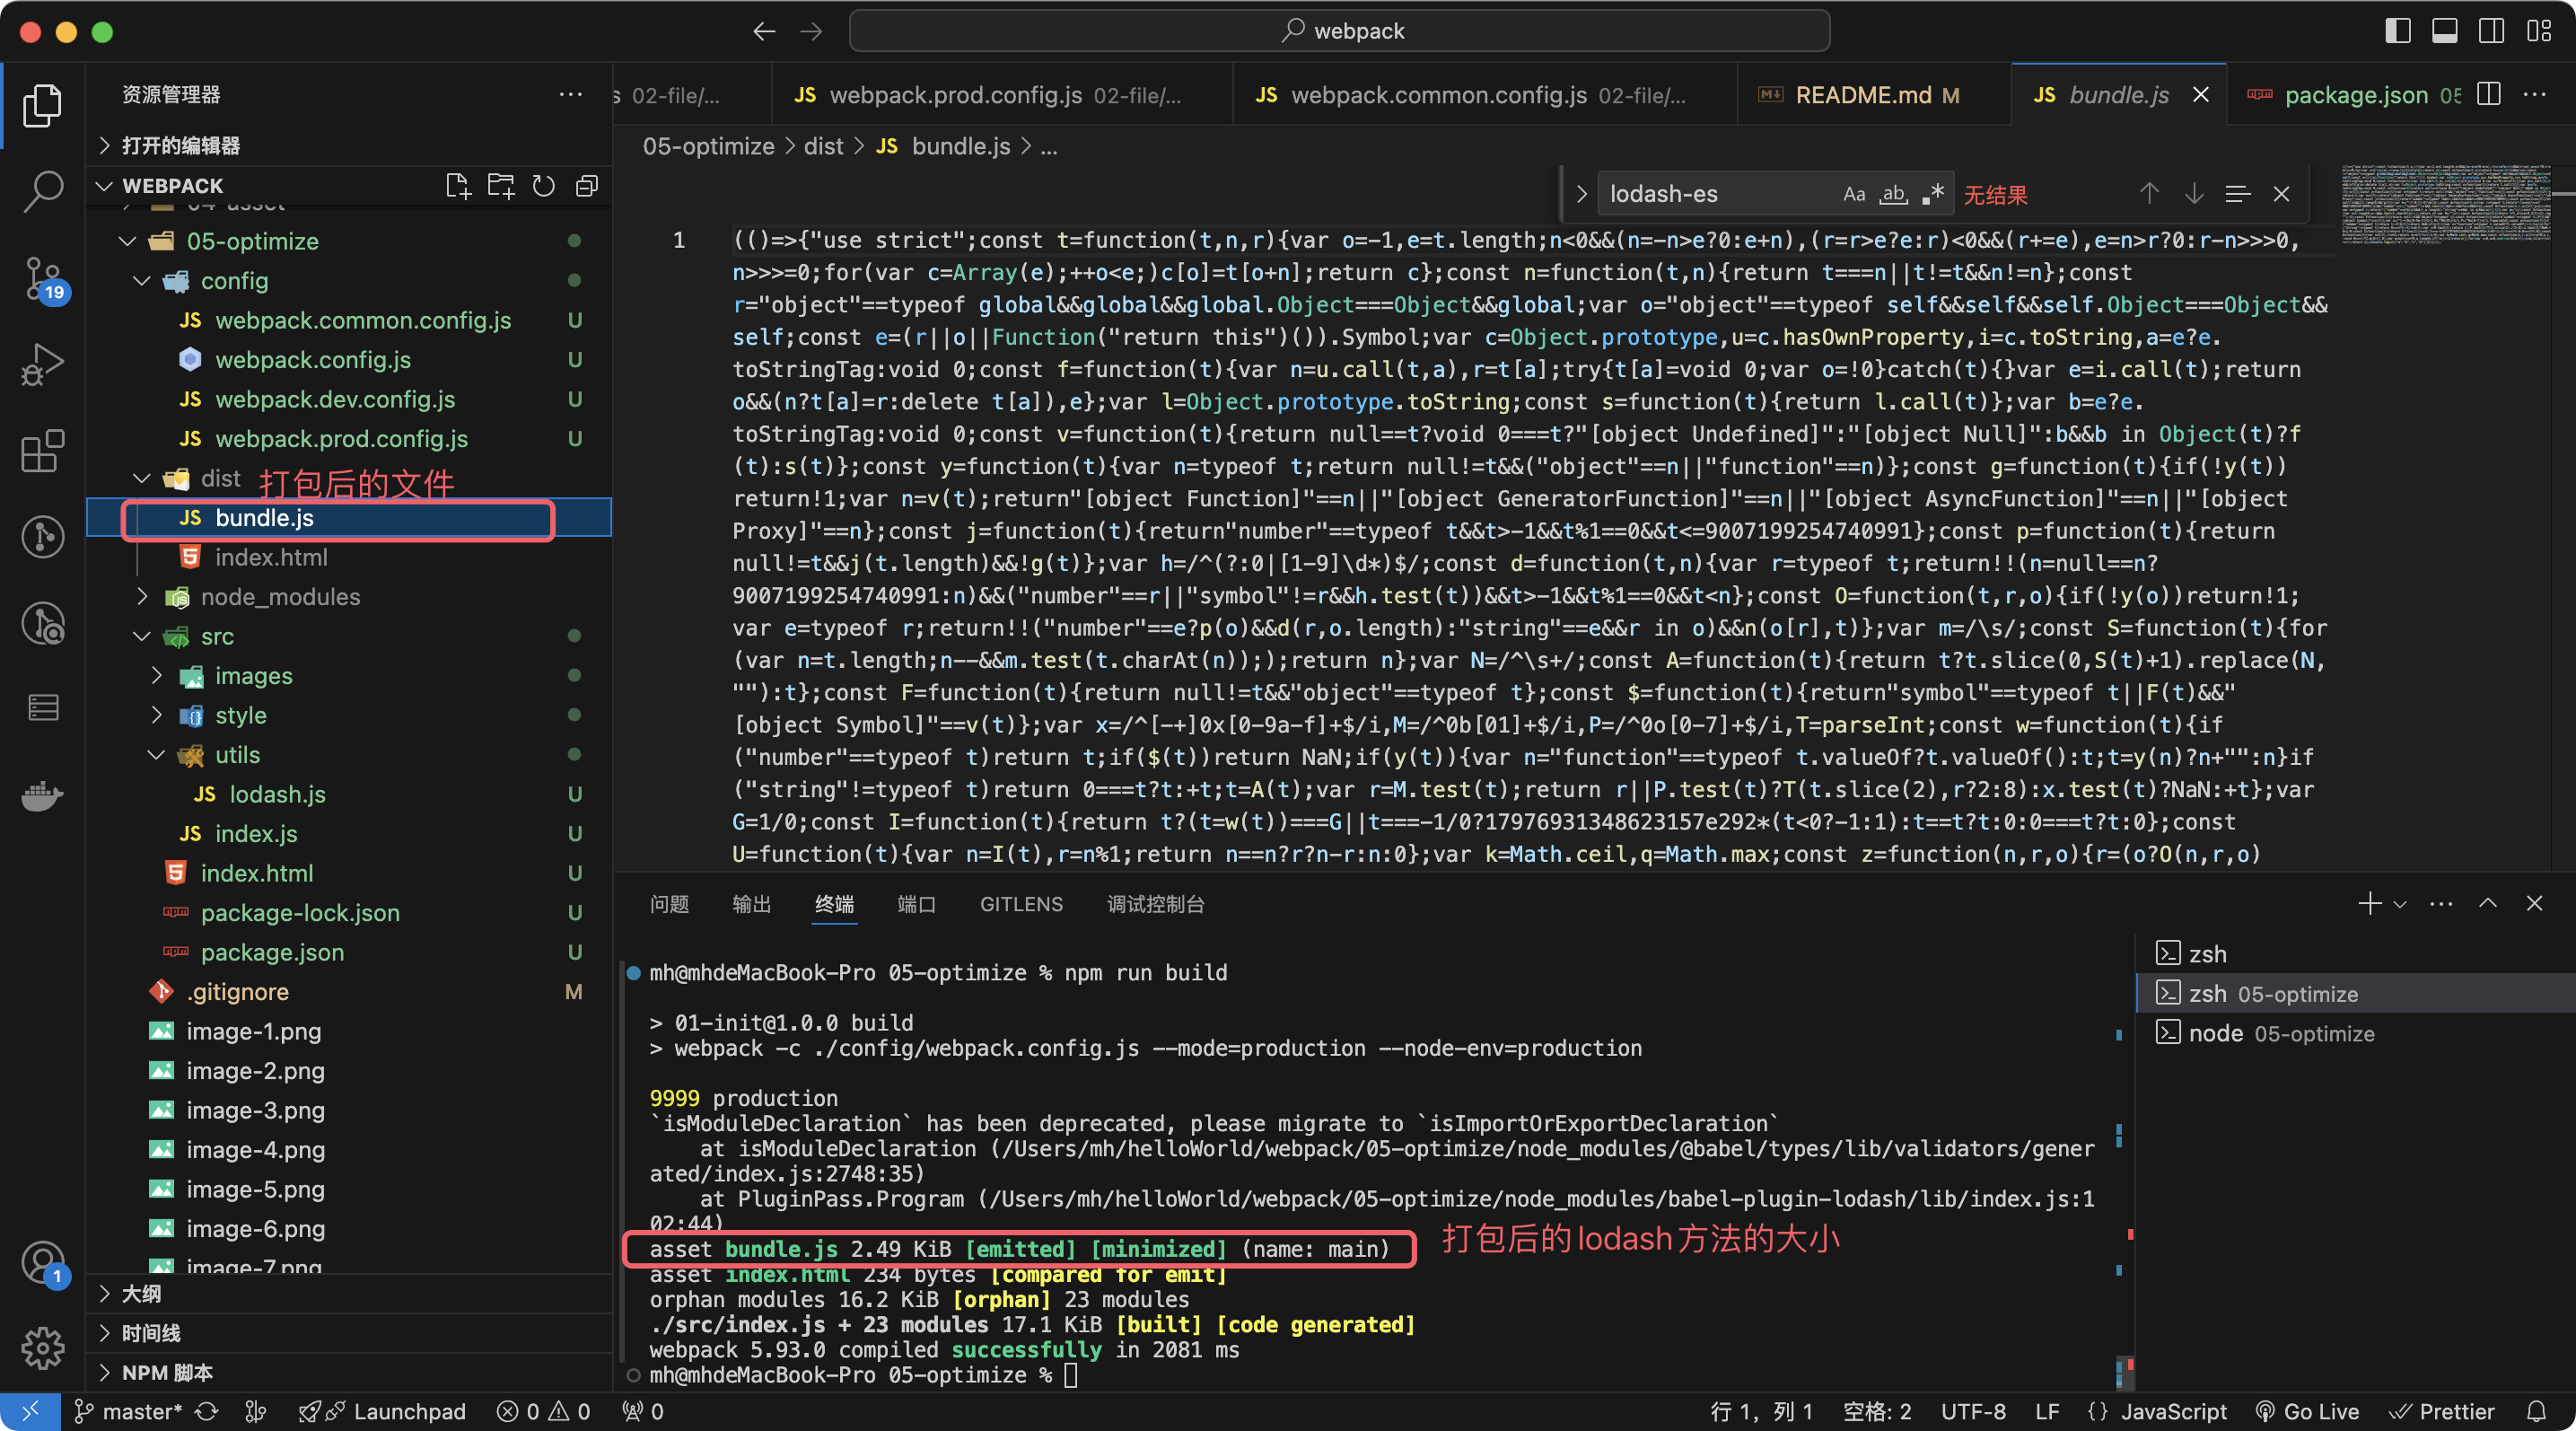 webpack
资源管理器
打开的编辑器
WEBPACK
05-optimize
config
webpack.common.config.js U
webpack.config.js U
webpack.dev.config.js U
webpack.prod.config.js U
dist 打包后的文件
bundle.js
index.html
node_modules
src
images
style
utils
lodash.js U
index.js U
index.html U
package-lock.json U
package.json U
.gitignore M
image-1.png
image-2.png
image-3.png
image-4.png
image-5.png
image-6.png
image-7.png
大纲
时间线
NPM 脚本
19
1
s 02-file/... JS webpack.prod.config.js 02-file/... JS webpack.common.config.js 02-file/... README.md M JS bundle.js package.json 05
05-optimize > dist > JS bundle.js > ...
lodash-es Aa ab .* 无结果
1
(()=>{"use strict";const t=function(t,n,r){var o=-1,e=t.length;n<0&&(n=-n>e?0:e+n),(r=r>e?e:r)<0&&(r+=e),e=n>r?0:r-n>>>0,
n>>>=0;for(var c=Array(e);++o<e;)c[o]=t[o+n];return c};const n=function(t,n){return t===n||t!=t&&n!=n};const
r="object"==typeof global&&global&&global.Object===Object&&global;var o="object"==typeof self&&self&&self.Object===Object&&
self;const e=(r||o||Function("return this")()).Symbol;var c=Object.prototype,u=c.hasOwnProperty,i=c.toString,a=e?e.
toStringTag:void 0;const f=function(t){var n=u.call(t,a),r=t[a];try{t[a]=void 0;var o=!0}catch(t){}var e=i.call(t);return
o&&(n?t[a]=r:delete t[a]),e};var l=Object.prototype.toString;const s=function(t){return l.call(t)};var b=e?e.
toStringTag:void 0;const v=function(t){return null==t?void 0===t?"[object Undefined]":"[object Null]":b&&b in Object(t)?f
(t):s(t)};const y=function(t){var n=typeof t;return null!=t&&("object"==n||"function"==n)};const g=function(t){if(!y(t))
return!1;var n=v(t);return"[object Function]"==n||"[object GeneratorFunction]"==n||"[object AsyncFunction]"==n||"[object
Proxy]"==n};const j=function(t){return"number"==typeof t&&t>-1&&t%1==0&&t<=9007199254740991};const p=function(t){return
null!=t&&j(t.length)&&!g(t)};var h=/^(?:0|[1-9]\d*)$/;const d=function(t,n){var r=typeof t;return!!(n=null==n?
9007199254740991:n)&&("number"==r||"symbol"!=r&&h.test(t))&&t>-1&&t%1==0&&t<n};const O=function(t,r,o){if(!y(o))return!1;
var e=typeof r;return!!("number"==e?p(o)&&d(r,o.length):"string"==e&&r in o)&&n(o[r],t)};var m=/\s/;const S=function(t){for
(var n=t.length;n--&&m.test(t.charAt(n)););return n};var N=/^\s+/;const A=function(t){return t?t.slice(0,S(t)+1).replace(N,
""):t};const F=function(t){return null!=t&&"object"==typeof t};const $=function(t){return"symbol"==typeof t||F(t)&&"
[object Symbol]"==v(t)};var x=/^[-+]0x[0-9a-f]+$/i,M=/^0b[01]+$/i,P=/^0o[0-7]+$/i,T=parseInt;const w=function(t){if
("number"==typeof t)return t;if($(t))return NaN;if(y(t)){var n="function"==typeof t.valueOf?t.valueOf():t;t=y(n)?n+"":n}if
("string"!=typeof t)return 0===t?t:+t;t=A(t);var r=M.test(t);return r||P.test(t)?T(t.slice(2),r?2:8):x.test(t)?NaN:+t};var
G=1/0;const I=function(t){return t?(t=w(t))===G||t===-1/0?17976931348623157e292*(t<0?-1:1):t==t?t:0:0===t?t:0};const
U=function(t){var n=I(t),r=n%1;return n==n?r?n-r:n:0};var k=Math.ceil,q=Math.max;const z=function(n,r,o){r=(o?O(n,r,o)
问题 输出 终端 端口 GITLENS 调试控制台
mh@mhdeMacBook-Pro 05-optimize % npm run build
> 01-init@1.0.0 build
> webpack -c ./config/webpack.config.js --mode=production --node-env=production
9999 production
`isModuleDeclaration` has been deprecated, please migrate to `isImportOrExportDeclaration`
at isModuleDeclaration (/Users/mh/helloWorld/webpack/05-optimize/node_modules/@babel/types/lib/validators/gener
ated/index.js:2748:35)
at PluginPass.Program (/Users/mh/helloWorld/webpack/05-optimize/node_modules/babel-plugin-lodash/lib/index.js:1
02:44)
asset bundle.js 2.49 KiB [emitted] [minimized] (name: main) 打包后的lodash方法的大小
asset index.html 234 bytes [compared for emit]
orphan modules 16.2 KiB [orphan] 23 modules
./src/index.js + 23 modules 17.1 KiB [built] [code generated]
webpack 5.93.0 compiled successfully in 2081 ms
mh@mhdeMacBook-Pro 05-optimize %
zsh
zsh 05-optimize
node 05-optimize
master* Launchpad 0 0 0 行 1，列 1 空格: 2 UTF-8 LF {} JavaScript Go Live Prettier